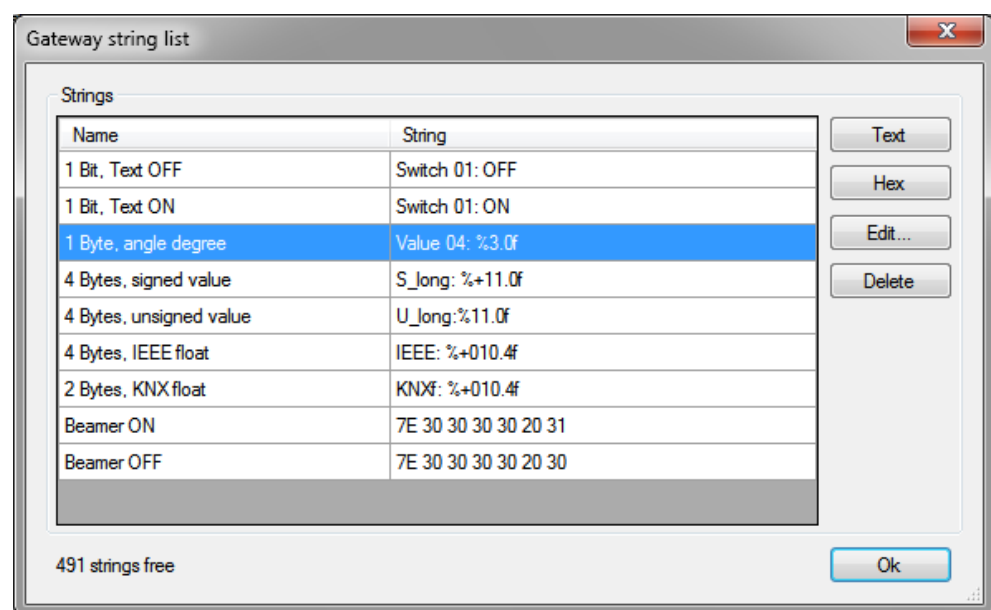 Gateway string list
Strings
Name String
1 Bit, Text OFF Switch 01: OFF
1 Bit, Text ON Switch 01: ON
1 Byte, angle degree Value 04: %3.0f
4 Bytes, signed value S_long: %+11.0f
4 Bytes, unsigned value U_long:%11.0f
4 Bytes, IEEE float IEEE: %+010.4f
2 Bytes, KNX float KNXf: %+010.4f
Beamer ON 7E 30 30 30 30 20 31
Beamer OFF 7E 30 30 30 30 20 30
Text
Hex
Edit...
Delete
491 strings free
Ok